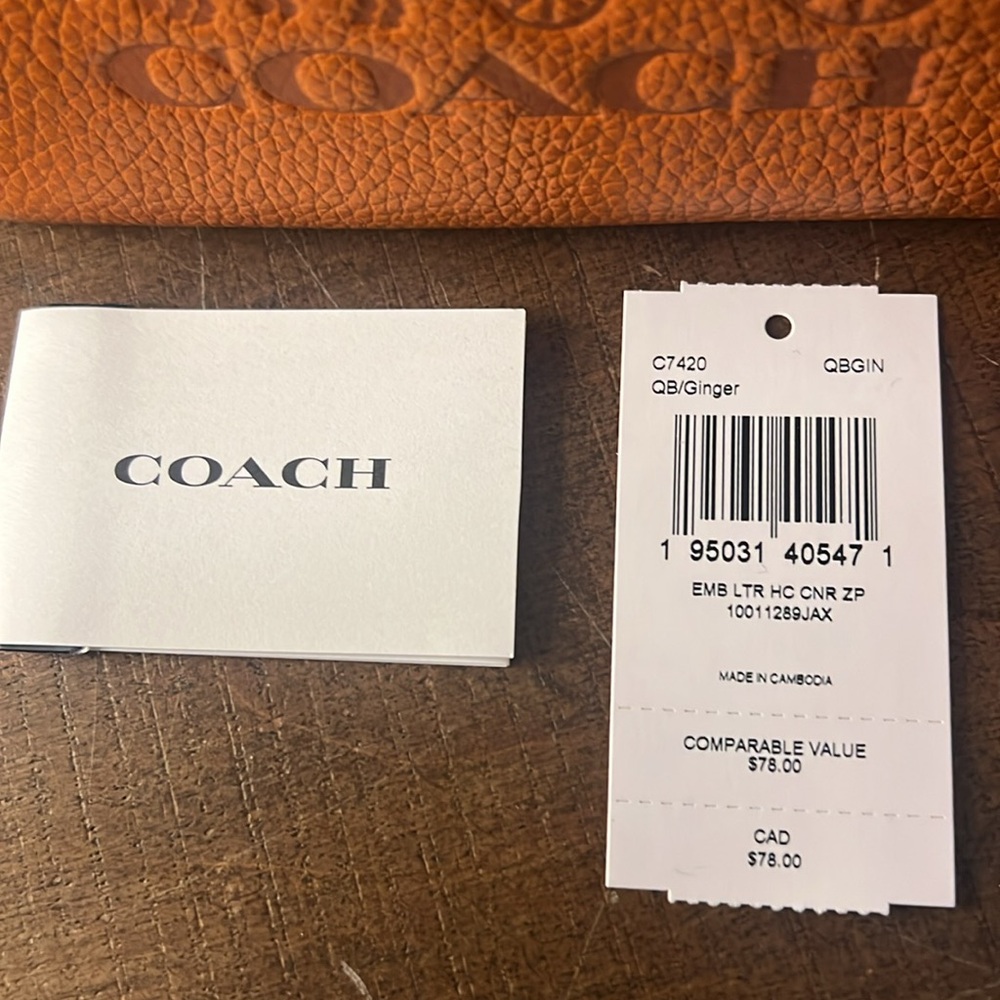 COACH
COACH
C7420 QBGIN
QB/Ginger
1 95031 40547 1
EMB LTR HC CNR ZP
10011289JAX
MADE IN CAMBODIA
COMPARABLE VALUE
$78.00
CAD
$78.00